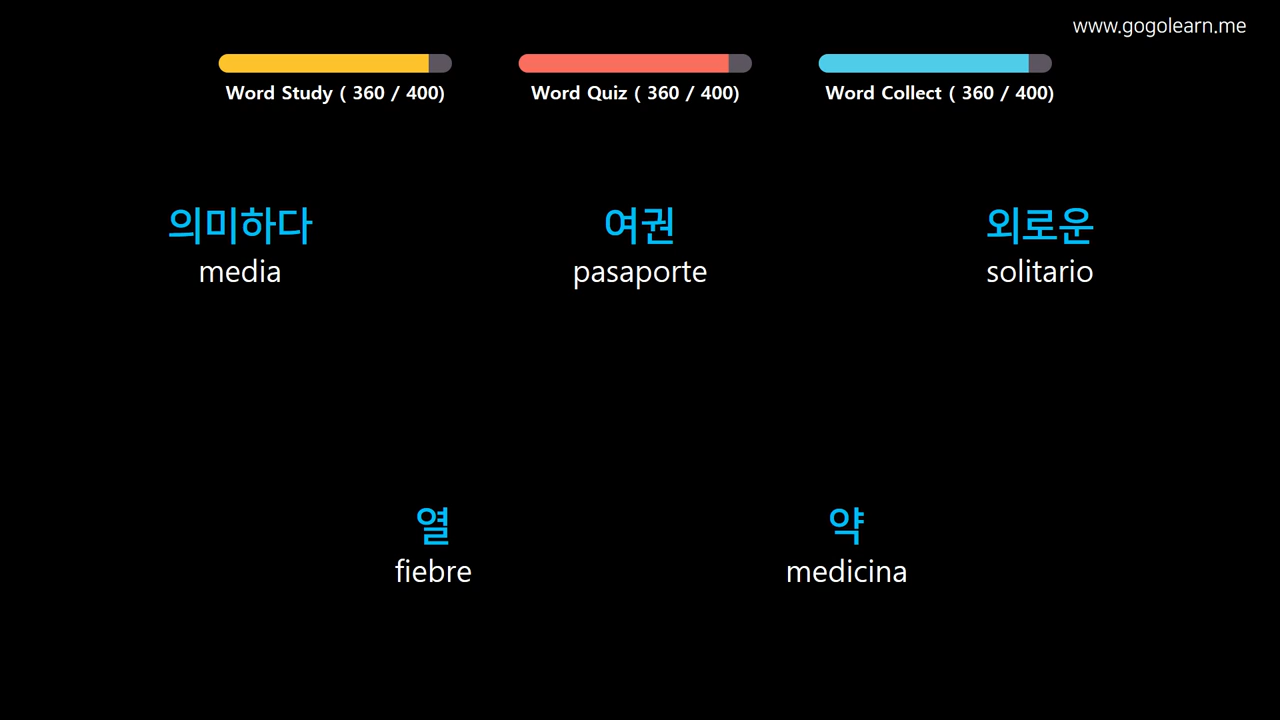 www.gogolearn.me
Word Study ( 360 / 400)
Word Quiz ( 360 / 400)
Word Collect ( 360 / 400)
의미하다
media
여권
pasaporte
외로운
solitario
열
fiebre
약
medicina